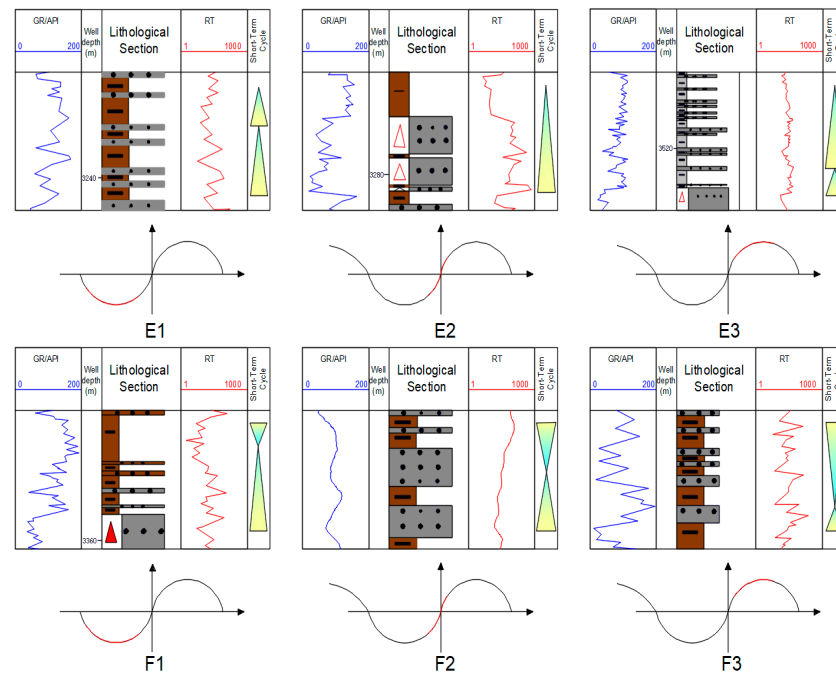 GR/API
0 200
Well depth (m)
Lithological Section
RT
1 1000
Short-Term Cycle
3240
E1
GR/API
0 200
Well depth (m)
Lithological Section
RT
1 1000
Short-Term Cycle
3280
E2
GR/API
0 200
Well depth (m)
Lithological Section
RT
1 1000
Short-Term Cycle
3520
E3
GR/API
0 200
Well depth (m)
Lithological Section
RT
1 1000
Short-Term Cycle
3360
F1
GR/API
0 200
Well depth (m)
Lithological Section
RT
1 1000
Short-Term Cycle
F2
GR/API
0 200
Well depth (m)
Lithological Section
RT
1 1000
Short-Term Cycle
F3